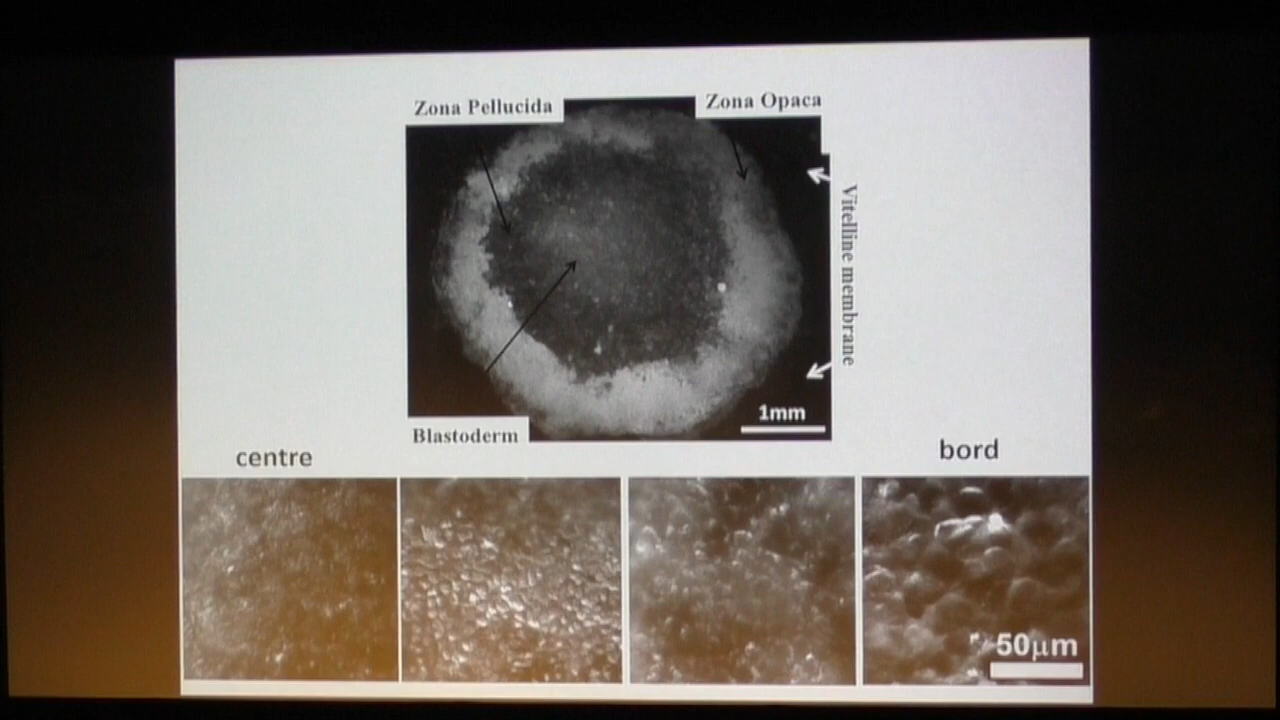 Zona Pellucida
Zona Opaca
Vitelline membrane
1mm
Blastoderm
centre
bord
50µm